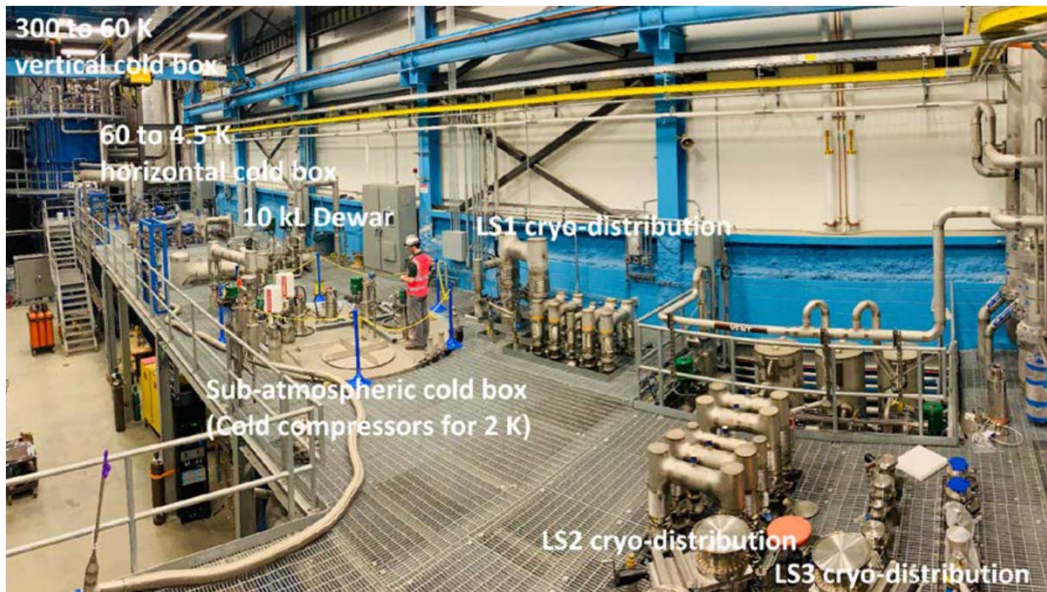 300 to 60 K
vertical cold box
60 to 4.5 K
horizontal cold box
10 kL Dewar
LS1 cryo-distribution
VENT
Sub-atmospheric cold box
(Cold compressors for 2 K)
LS2 cryo-distribution
LS3 cryo-distribution